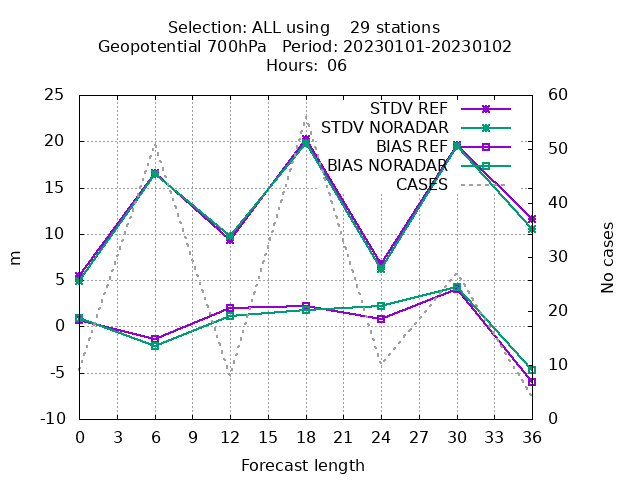 Selection: ALL using 29 stations
Geopotential 700hPa Period: 20230101-20230102
Hours: 06
25 60
STDV REF
STDV NORADAR
BIAS REF
BIAS NORADAR
CASES
20
15
10
5
0
-5
-10
50
40
30
20
10
0
m
No cases
0 3 6 9 12 15 18 21 24 27 30 33 36
Forecast length